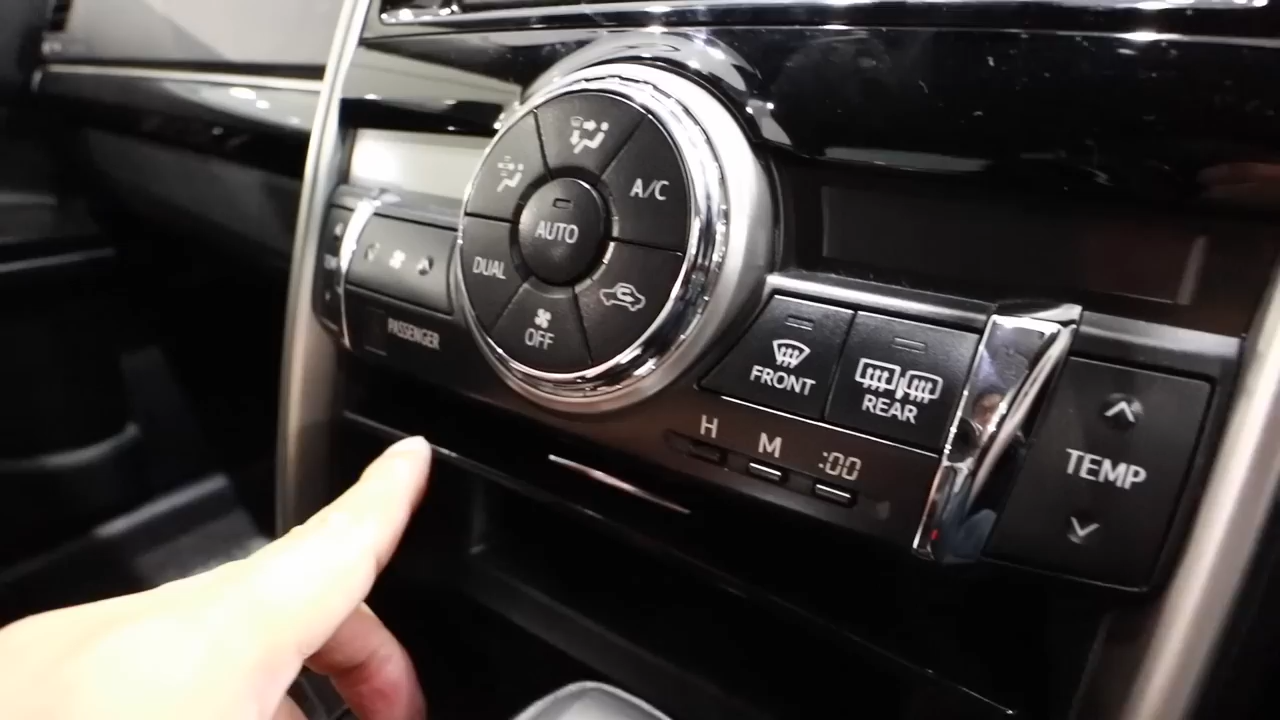 A/C
AUTO
DUAL
OFF
PASSENGER
FRONT
REAR
H
M
:00
TEMP